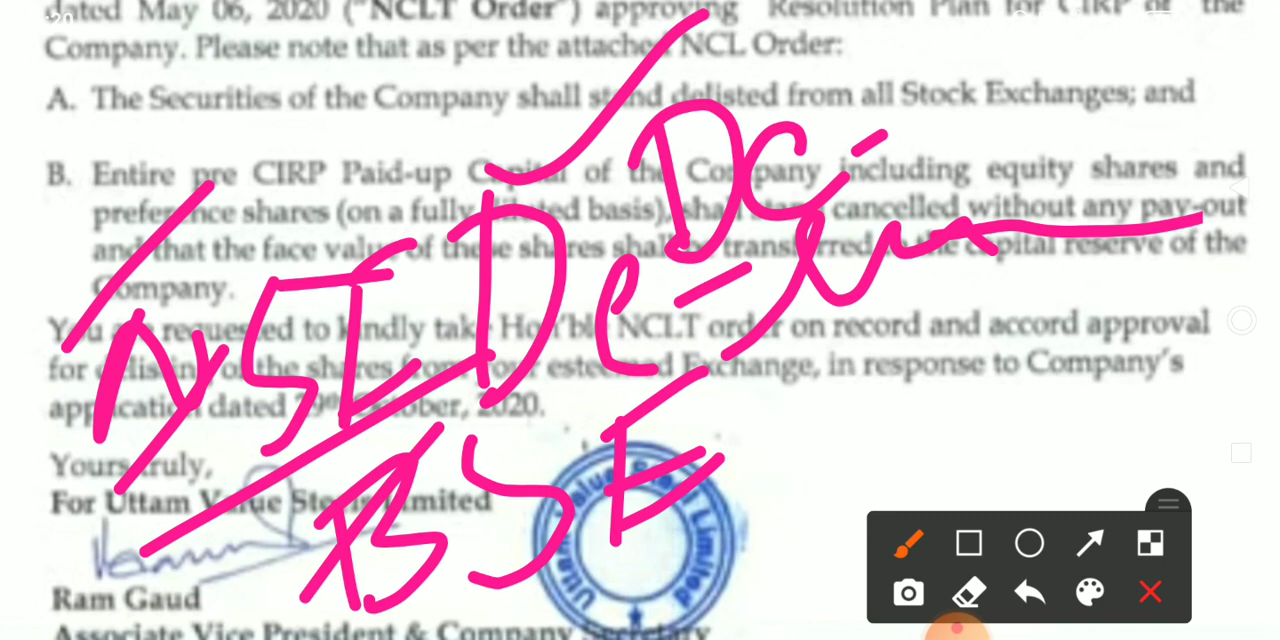 dated May 06, 2020 ("NCLT Order") approving Resolution Plan for CIRP of the
Company. Please note that as per the attached NCL Order:
A. The Securities of the Company shall stand delisted from all Stock Exchanges; and
B. Entire pre CIRP Paid-up Capital of the Company including equity shares and
preference shares (on a fully diluted basis), shall stand cancelled without any pay-out
and that the face value of these shares shall be transferred to the capital reserve of the
Company.
You are requested to kindly take Hon'ble NCLT order on record and accord approval
for delisting of the shares from your esteemed Exchange, in response to Company's
application dated 29th October, 2020.
Yours truly,
For Uttam Value Steels Limited
Ram Gaud
Associate Vice President & Company Secretary
Uttam Value Steel Limited
BSE